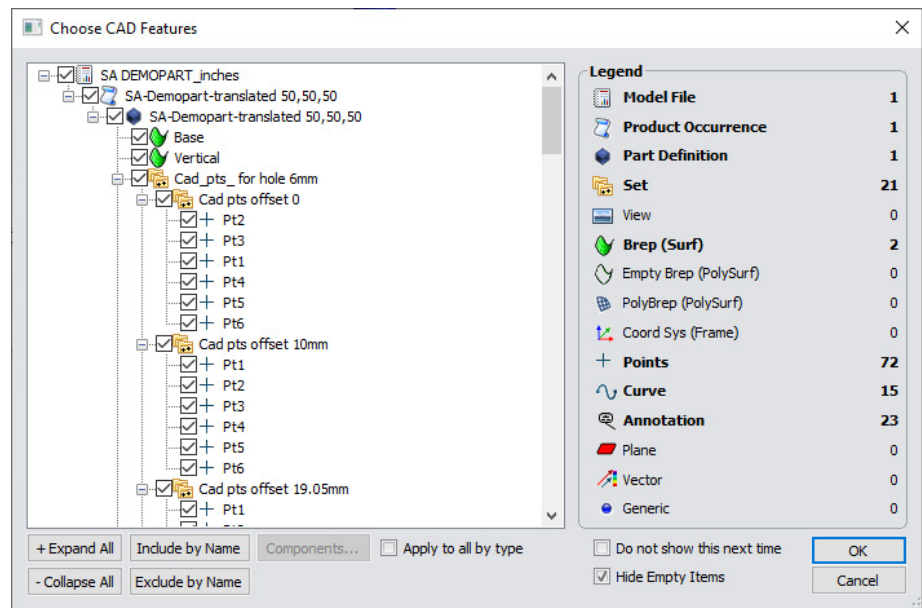 Choose CAD Features
SA DEMOPART_inches
SA-Demopart-translated 50,50,50
SA-Demopart-translated 50,50,50
Base
Vertical
Cad_pts_ for hole 6mm
Cad pts offset 0
Pt2
Pt3
Pt1
Pt4
Pt5
Pt6
Cad pts offset 10mm
Pt1
Pt2
Pt3
Pt4
Pt5
Pt6
Cad pts offset 19.05mm
Pt1
Legend
Model File 1
Product Occurrence 1
Part Definition 1
Set 21
View 0
Brep (Surf) 2
Empty Brep (PolySurf) 0
PolyBrep (PolySurf) 0
Coord Sys (Frame) 0
Points 72
Curve 15
Annotation 23
Plane 0
Vector 0
Generic 0
+ Expand All Include by Name Components... Apply to all by type Do not show this next time OK
- Collapse All Exclude by Name Hide Empty Items Cancel